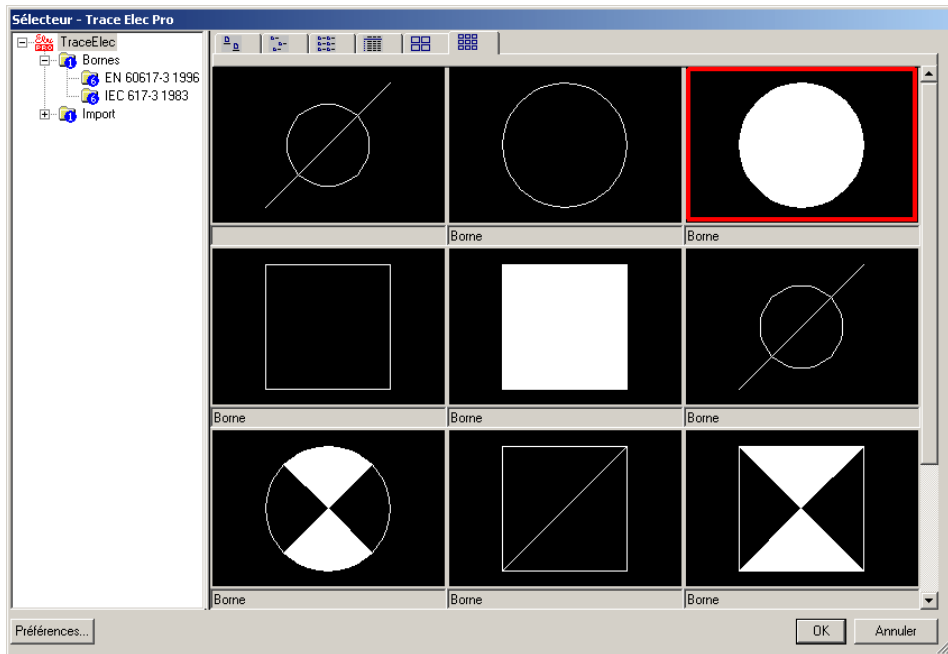 Sélecteur - Trace Elec Pro
TraceElec
Bornes
EN 60617-3 1996
IEC 617-3 1983
Import
Borne
Borne
Borne
Borne
Borne
Borne
Borne
Préférences...
OK
Annuler